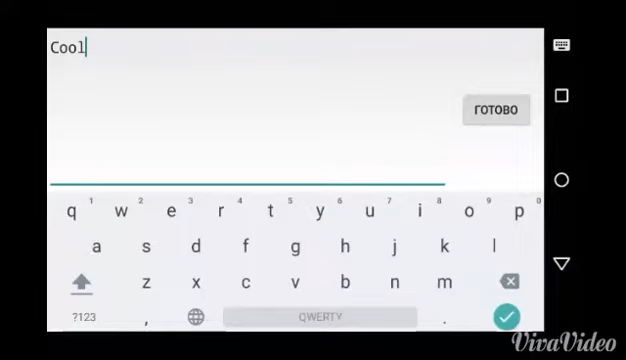 Cool
ГОТОВО
q 1 w 2 e 3 r 4 t 5 y 6 u 7 i 8 o 9 p 0
a s d f g h j k l
z x c v b n m
?123 , QWERTY .
VivaVideo